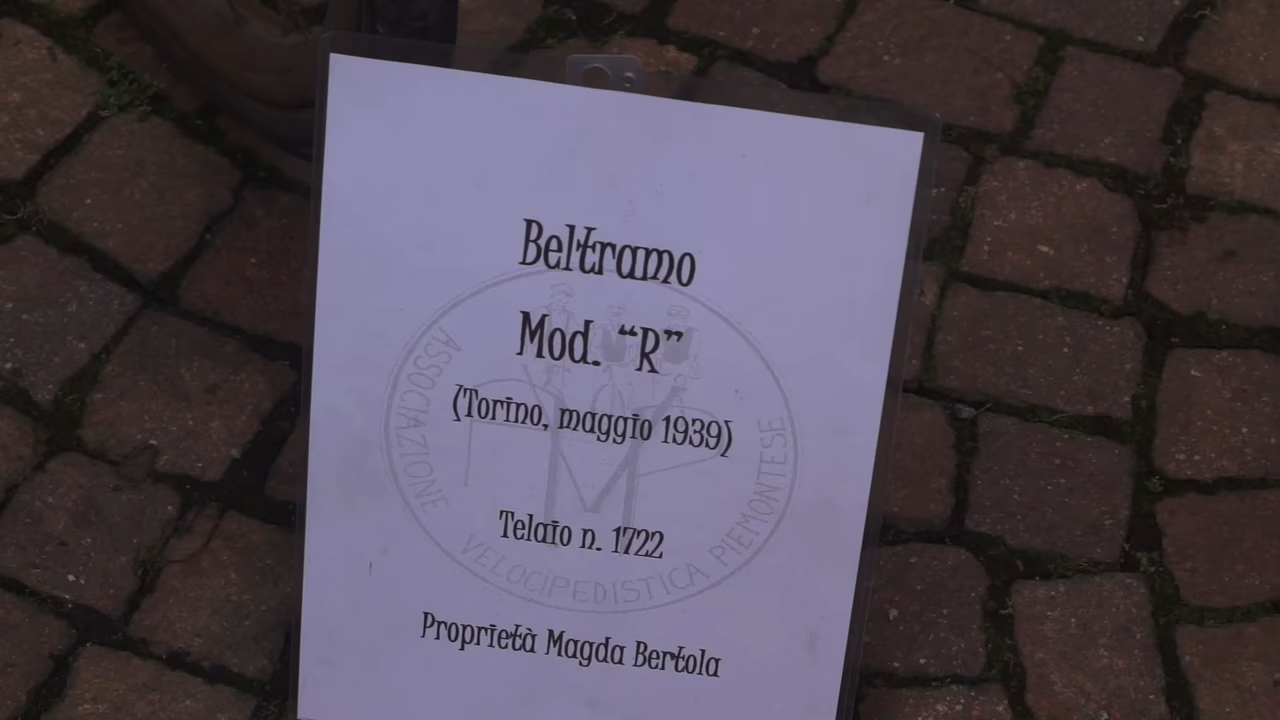 Beltramo
Mod. “R”
(Torino, maggio 1939)
Telaio n. 1722
Proprietà Magda Bertola
ASSOCIAZIONE VELOCIPEDISTICA PIEMONTESE